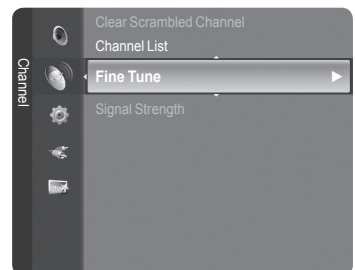 Channel
Clear Scrambled Channel
Channel List
Fine Tune
Signal Strength